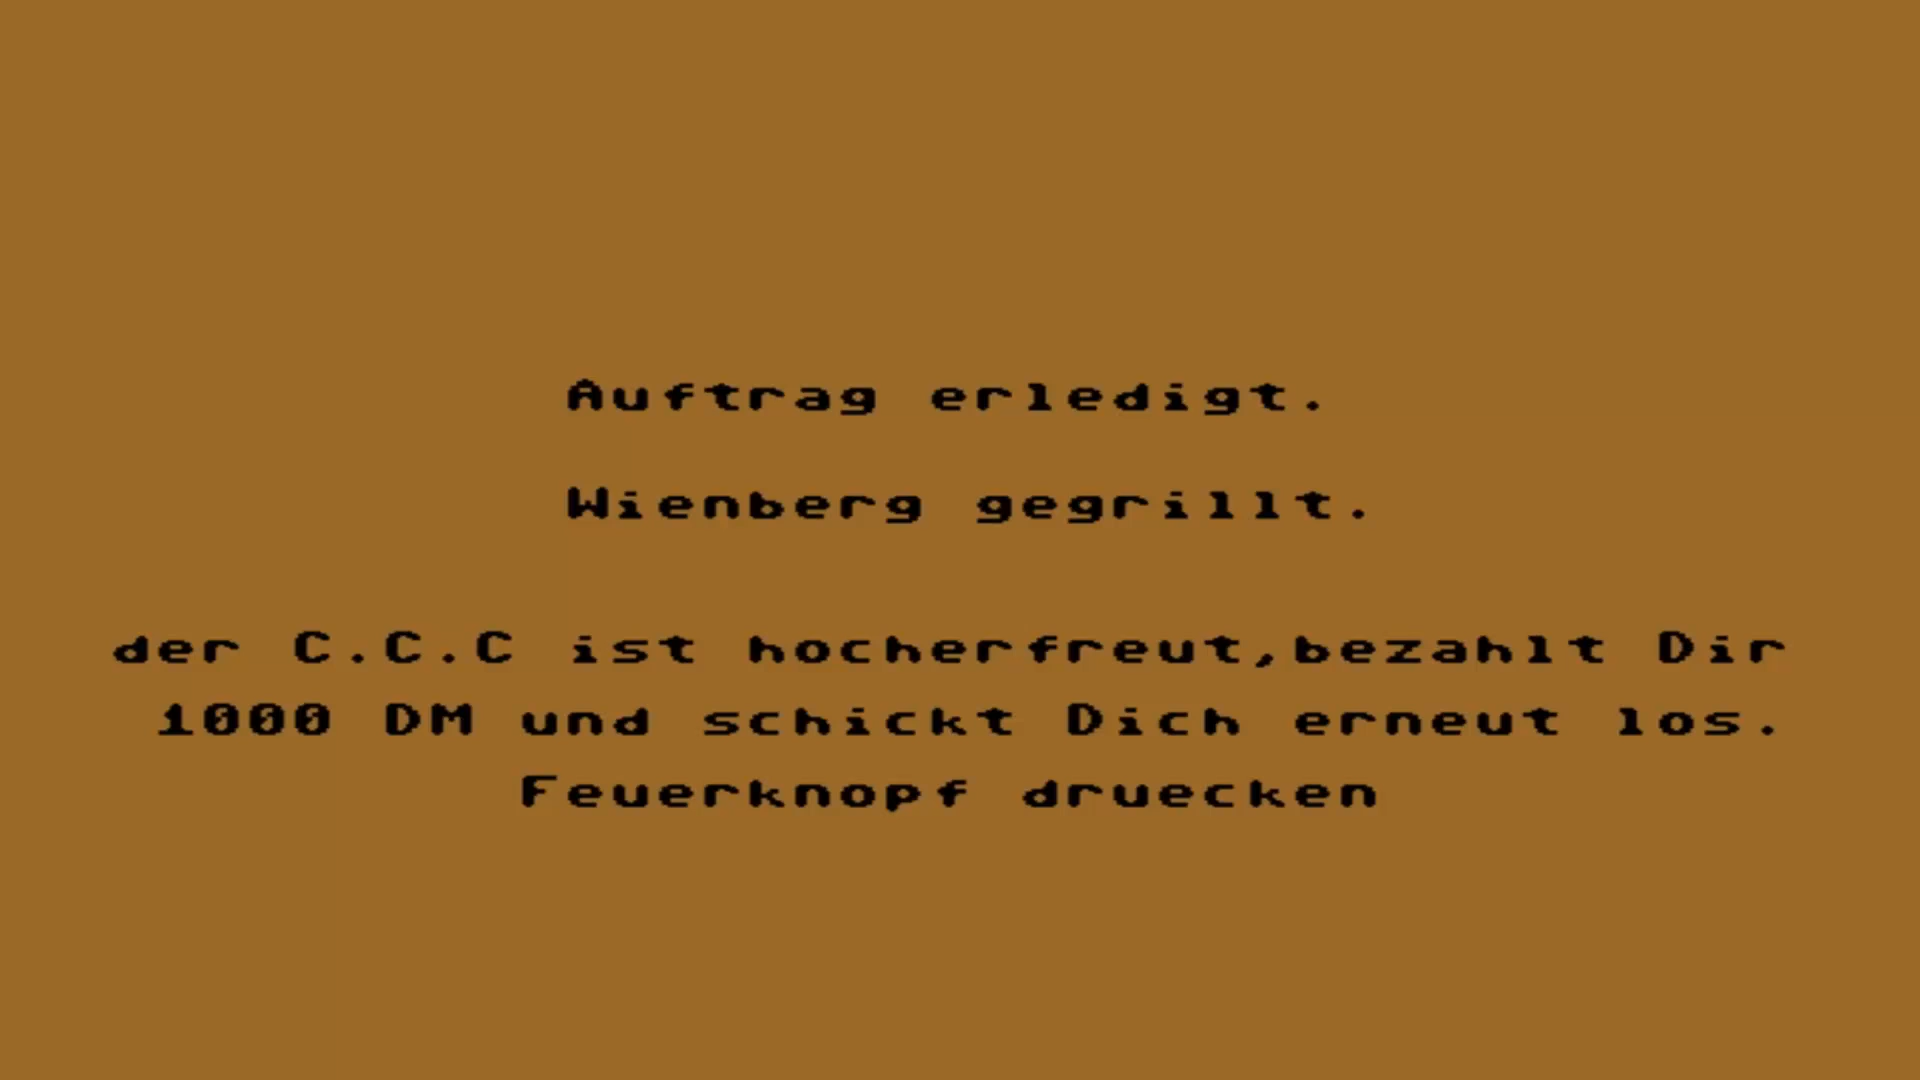 Auftrag erledigt.
Wienberg gegrillt.
der C.C.C ist hocherfreut,bezahlt Dir
1000 DM und schickt Dich erneut los.
Feuerknopf druecken